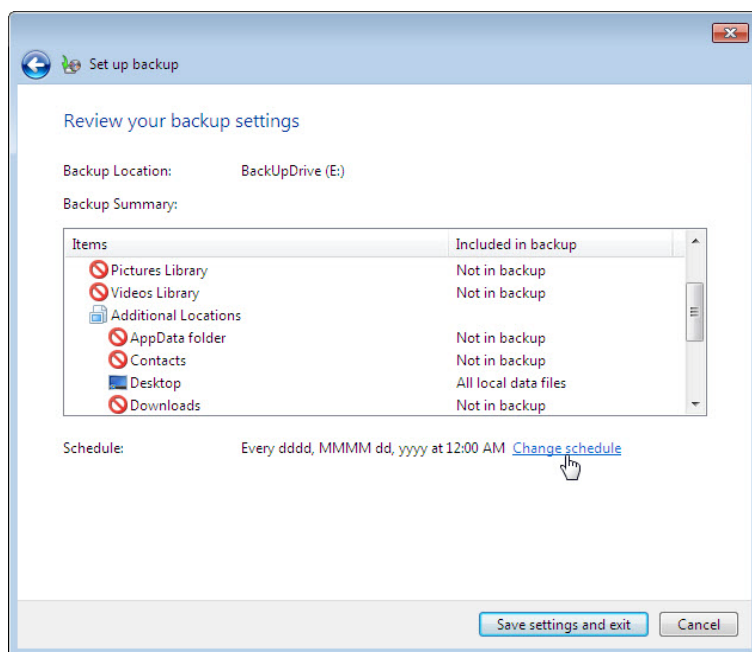 Set up backup
Review your backup settings
Backup Location: BackUpDrive (E:)
Backup Summary:
Items Included in backup
Pictures Library Not in backup
Videos Library Not in backup
Additional Locations
AppData folder Not in backup
Contacts Not in backup
Desktop All local data files
Downloads Not in backup
Schedule: Every dddd, MMMM dd, yyyy at 12:00 AM Change schedule
Save settings and exit Cancel